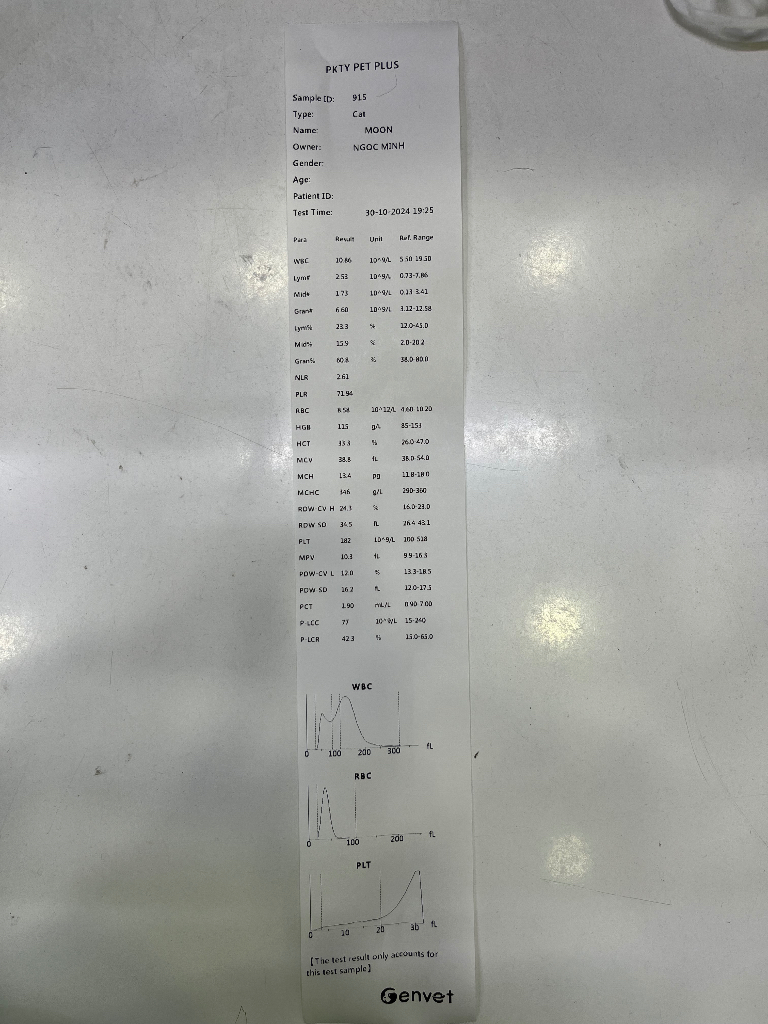 PKTY PET PLUS
Sample ID: 915
Type: Cat
Name: MOON
Owner: NGOC MINH
Gender:
Age:
Patient ID:
Test Time: 30-10-2024 19:25
Para Result Unit Ref. Range
WBC 10.86 10^9/L 5.50-19.50
Lym# 2.53 10^9/L 0.73-7.86
Mid# 1.73 10^9/L 0.13-3.41
Gran# 6.60 10^9/L 3.12-12.58
Lym% 23.3 % 12.0-45.0
Mid% 15.9 % 2.0-20.2
Gran% 60.8 % 38.0-80.0
NLR 2.61
PLR 71.94
RBC 8.58 10^12/L 4.60-10.20
HGB 115 g/L 85-153
HCT 33.3 % 26.0-47.0
MCV 38.8 fL 38.0-54.0
MCH 13.4 pg 11.8-18.0
MCHC 346 g/L 290-360
RDW-CV H 24.3 % 16.0-23.0
RDW-SD 34.5 fL 26.4-43.1
PLT 182 10^9/L 100-518
MPV 10.3 fL 9.9-16.3
PDW-CV L 12.0 % 13.3-18.5
PDW-SD 16.2 fL 12.0-17.5
PCT 1.90 mL/L 0.90-7.00
P-LCC 77 10^9/L 15-240
P-LCR 42.3 % 15.0-65.0
WBC
0 100 200 300 fL
RBC
0 100 200 fL
PLT
0 10 20 30 fL
【The test result only accounts for
this test sample】
Genvet